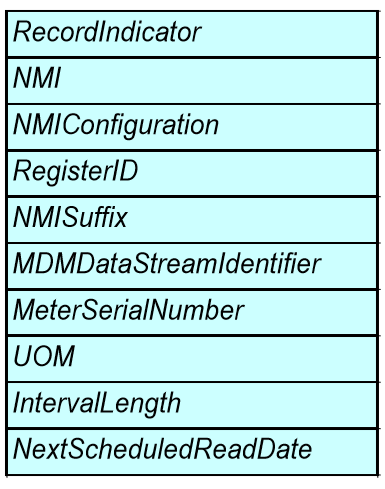 RecordIndicator
NMI
NMIConfiguration
RegisterID
NMISuffix
MDMDataStreamIdentifier
MeterSerialNumber
UOM
IntervalLength
NextScheduledReadDate